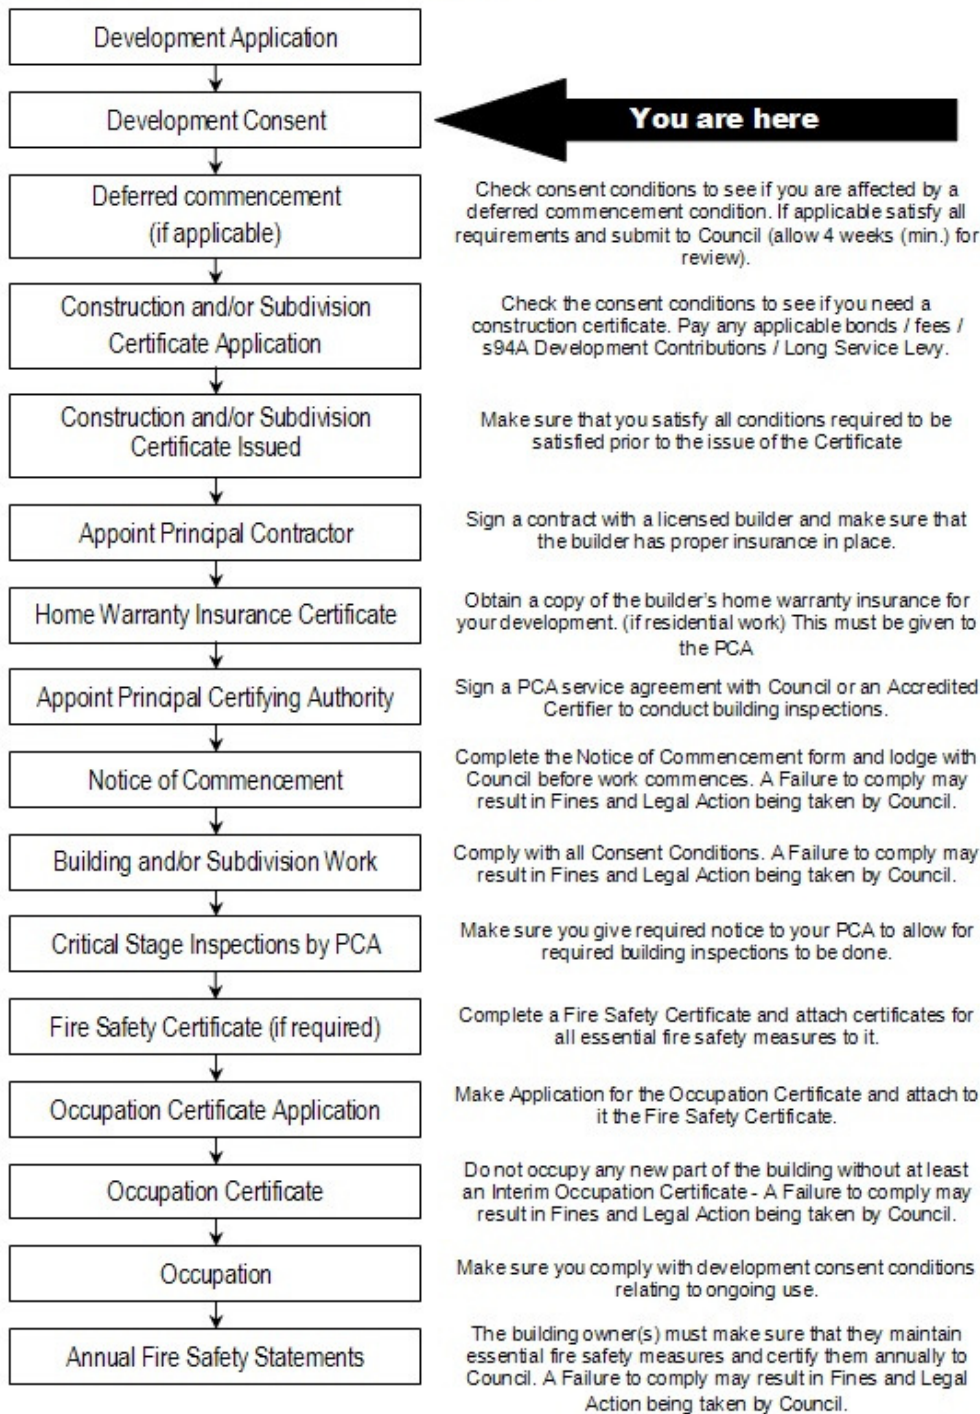 Development Application
Development Consent
You are here
Deferred commencement
(if applicable)
Check consent conditions to see if you are affected by a
deferred commencement condition. If applicable satisfy all
requirements and submit to Council (allow 4 weeks (min.) for
review).
Construction and/or Subdivision
Certificate Application
Check the consent conditions to see if you need a
construction certificate. Pay any applicable bonds / fees /
s94A Development Contributions / Long Service Levy.
Construction and/or Subdivision
Certificate Issued
Make sure that you satisfy all conditions required to be
satisfied prior to the issue of the Certificate
Appoint Principal Contractor
Sign a contract with a licensed builder and make sure that
the builder has proper insurance in place.
Home Warranty Insurance Certificate
Obtain a copy of the builder's home warranty insurance for
your development. (if residential work) This must be given to
the PCA
Appoint Principal Certifying Authority
Sign a PCA service agreement with Council or an Accredited
Certifier to conduct building inspections.
Notice of Commencement
Complete the Notice of Commencement form and lodge with
Council before work commences. A Failure to comply may
result in Fines and Legal Action being taken by Council.
Building and/or Subdivision Work
Comply with all Consent Conditions. A Failure to comply may
result in Fines and Legal Action being taken by Council.
Critical Stage Inspections by PCA
Make sure you give required notice to your PCA to allow for
required building inspections to be done.
Fire Safety Certificate (if required)
Complete a Fire Safety Certificate and attach certificates for
all essential fire safety measures to it.
Occupation Certificate Application
Make Application for the Occupation Certificate and attach to
it the Fire Safety Certificate.
Occupation Certificate
Do not occupy any new part of the building without at least
an Interim Occupation Certificate - A Failure to comply may
result in Fines and Legal Action being taken by Council.
Occupation
Make sure you comply with development consent conditions
relating to ongoing use.
Annual Fire Safety Statements
The building owner(s) must make sure that they maintain
essential fire safety measures and certify them annually to
Council. A Failure to comply may result in Fines and Legal
Action being taken by Council.